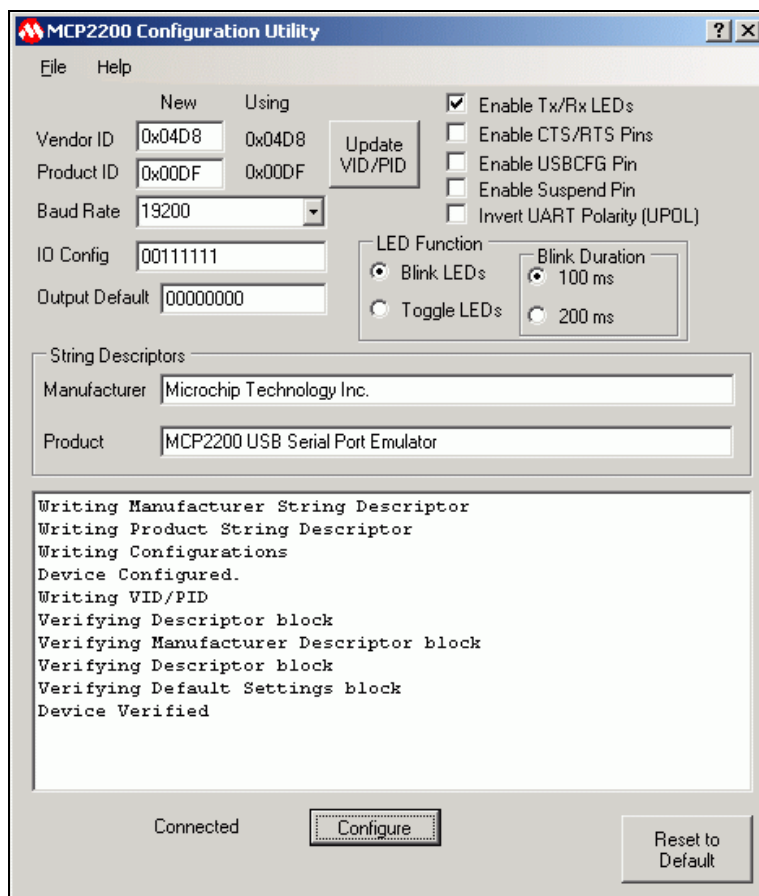 MCP2200 Configuration Utility
File Help
New Using
Vendor ID 0x04D8 0x04D8
Product ID 0x00DF 0x00DF
Update
VID/PID
Baud Rate 19200
IO Config 00111111
Output Default 00000000
Enable Tx/Rx LEDs
Enable CTS/RTS Pins
Enable USBCFG Pin
Enable Suspend Pin
Invert UART Polarity (UPOL)
LED Function
Blink LEDs
Toggle LEDs
Blink Duration
100 ms
200 ms
String Descriptors
Manufacturer Microchip Technology Inc.
Product MCP2200 USB Serial Port Emulator
Writing Manufacturer String Descriptor
Writing Product String Descriptor
Writing Configurations
Device Configured.
Writing VID/PID
Verifying Descriptor block
Verifying Manufacturer Descriptor block
Verifying Descriptor block
Verifying Default Settings block
Device Verified
Connected Configure
Reset to
Default